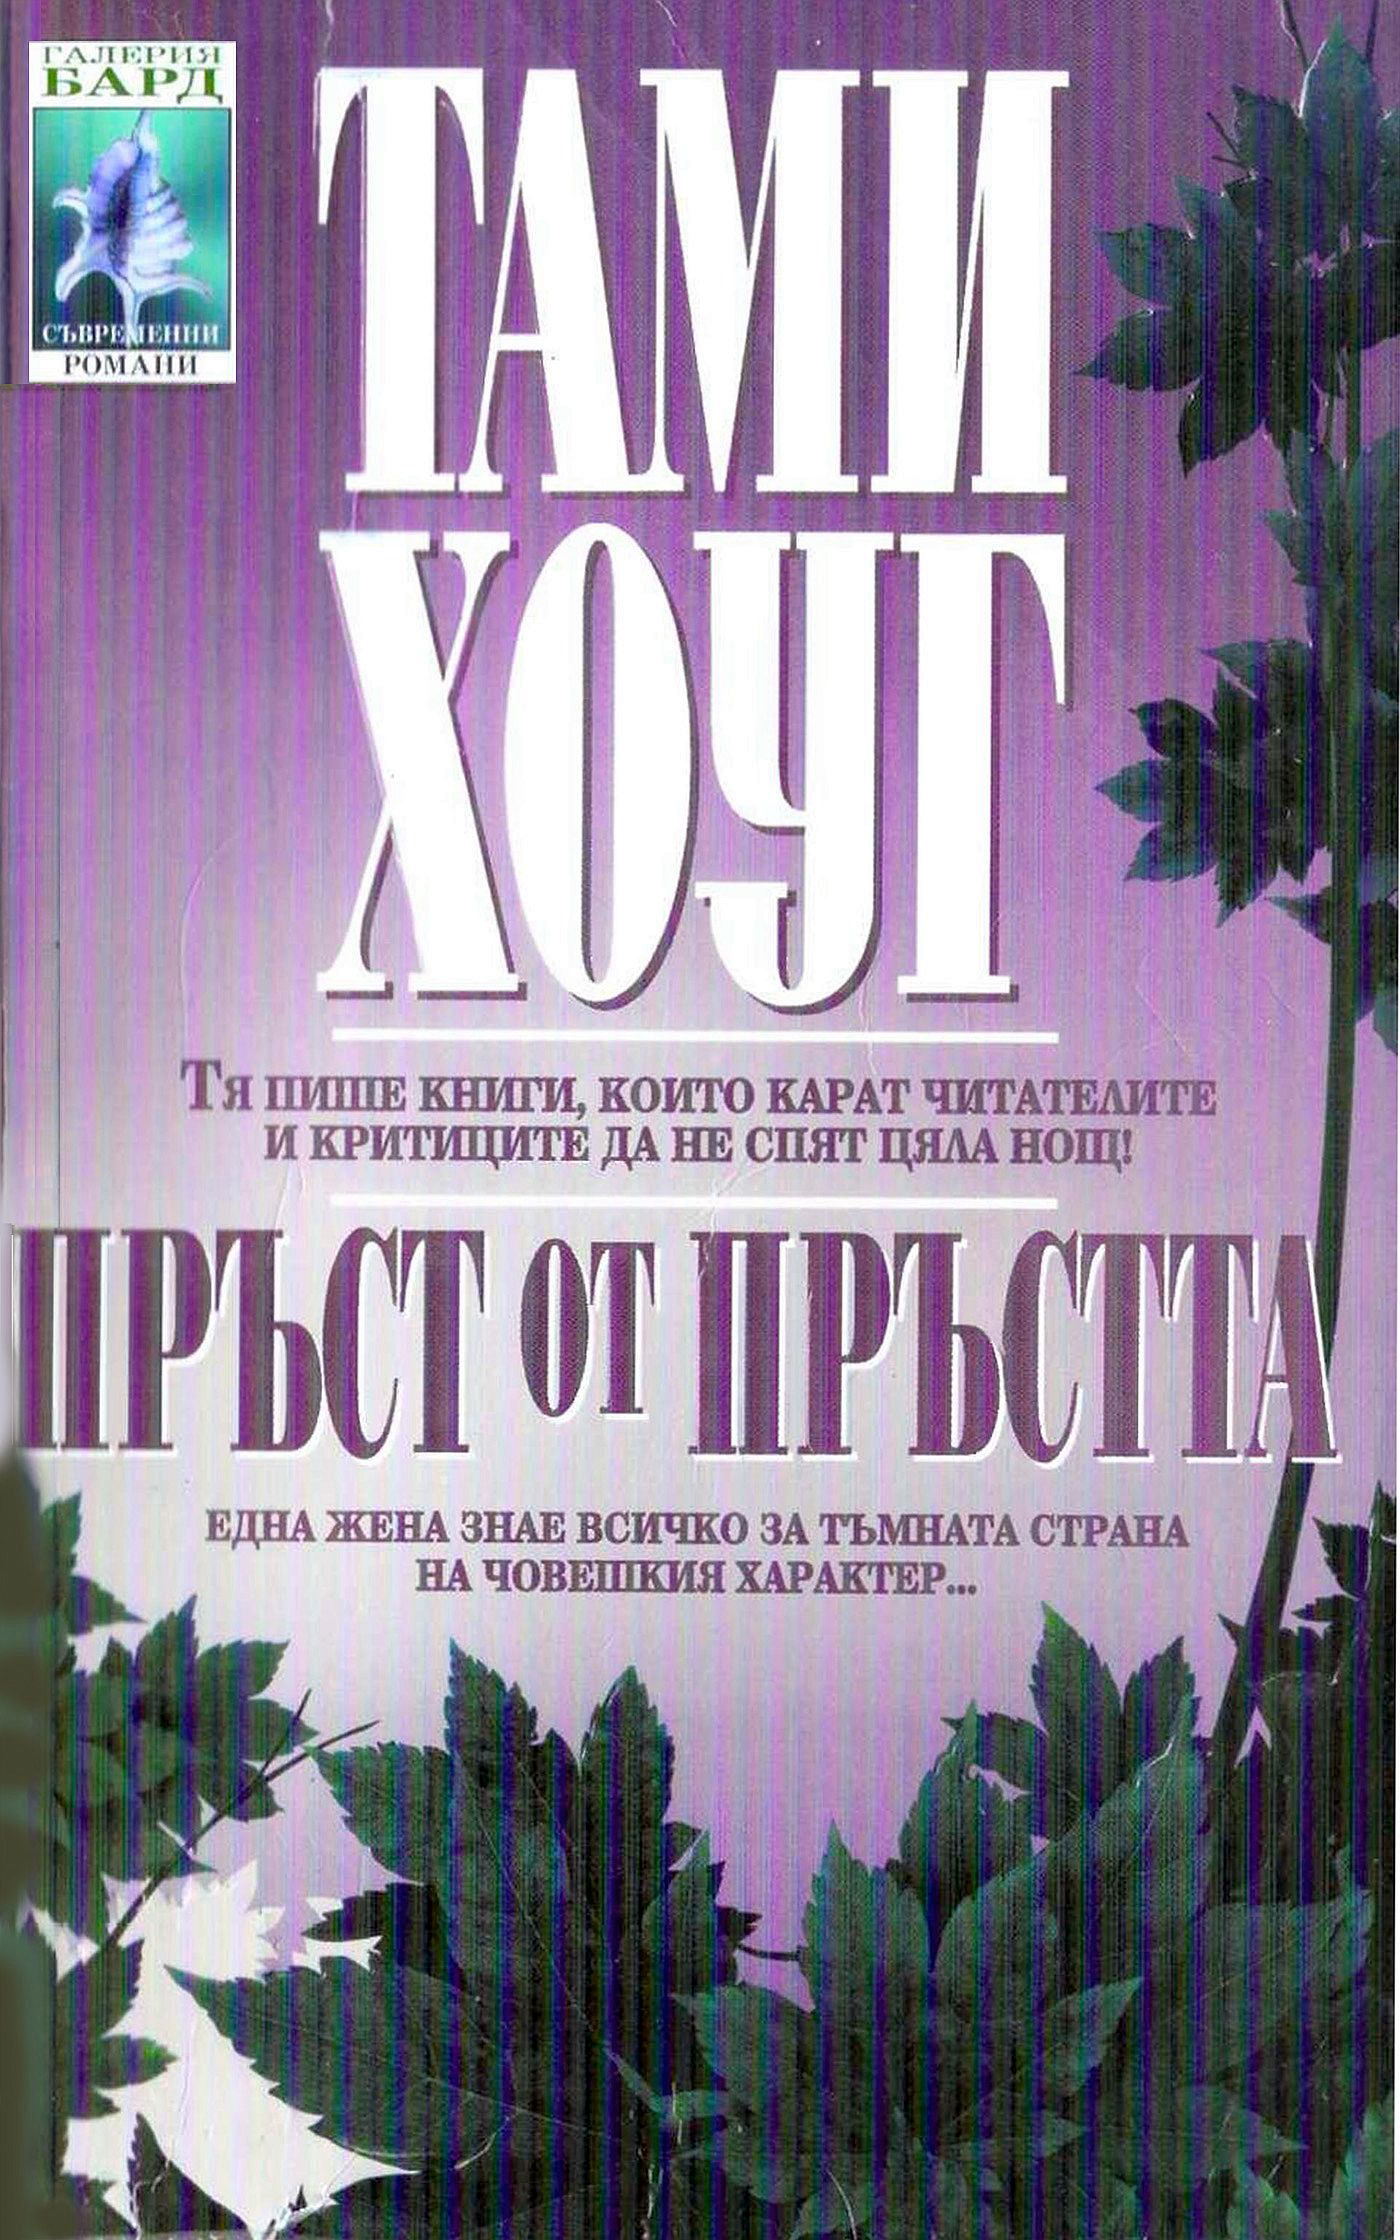 ГАЛЕРИЯ
БАРД
СЪВРЕМЕННИ
РОМАНИ
ТАМИ
ХОУГ
ТЯ ПИШЕ КНИГИ, КОИТО КАРАТ ЧИТАТЕЛИТЕ
И КРИТИЦИТЕ ДА НЕ СПЯТ ЦЯЛА НОЩ!
ПРЪСТ ОТ ПРЪСТТА
ЕДНА ЖЕНА ЗНАЕ ВСИЧКО ЗА ТЪМНАТА СТРАНА
НА ЧОВЕШКИЯ ХАРАКТЕР...